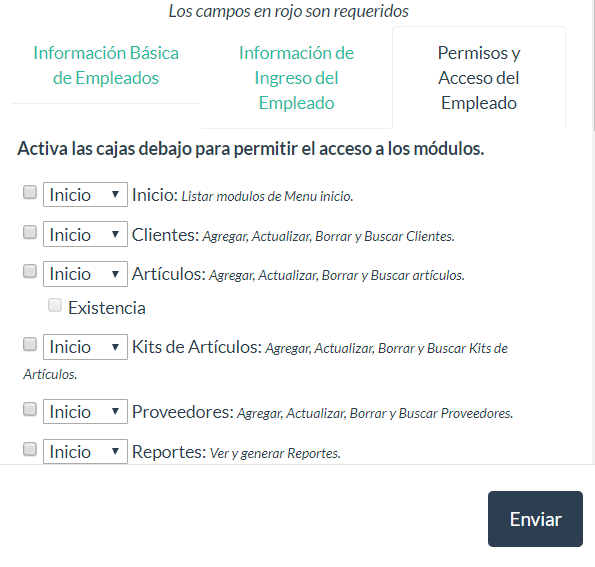 Los campos en rojo son requeridos
Información Básica
de Empleados
Información de
Ingreso del
Empleado
Permisos y
Acceso del
Empleado
Activa las cajas debajo para permitir el acceso a los módulos.
Inicio Inicio: Listar modulos de Menu inicio.
Inicio Clientes: Agregar, Actualizar, Borrar y Buscar Clientes.
Inicio Artículos: Agregar, Actualizar, Borrar y Buscar artículos.
Existencia
Inicio Kits de Artículos: Agregar, Actualizar, Borrar y Buscar Kits de
Artículos.
Inicio Proveedores: Agregar, Actualizar, Borrar y Buscar Proveedores.
Inicio Reportes: Ver y generar Reportes.
Enviar